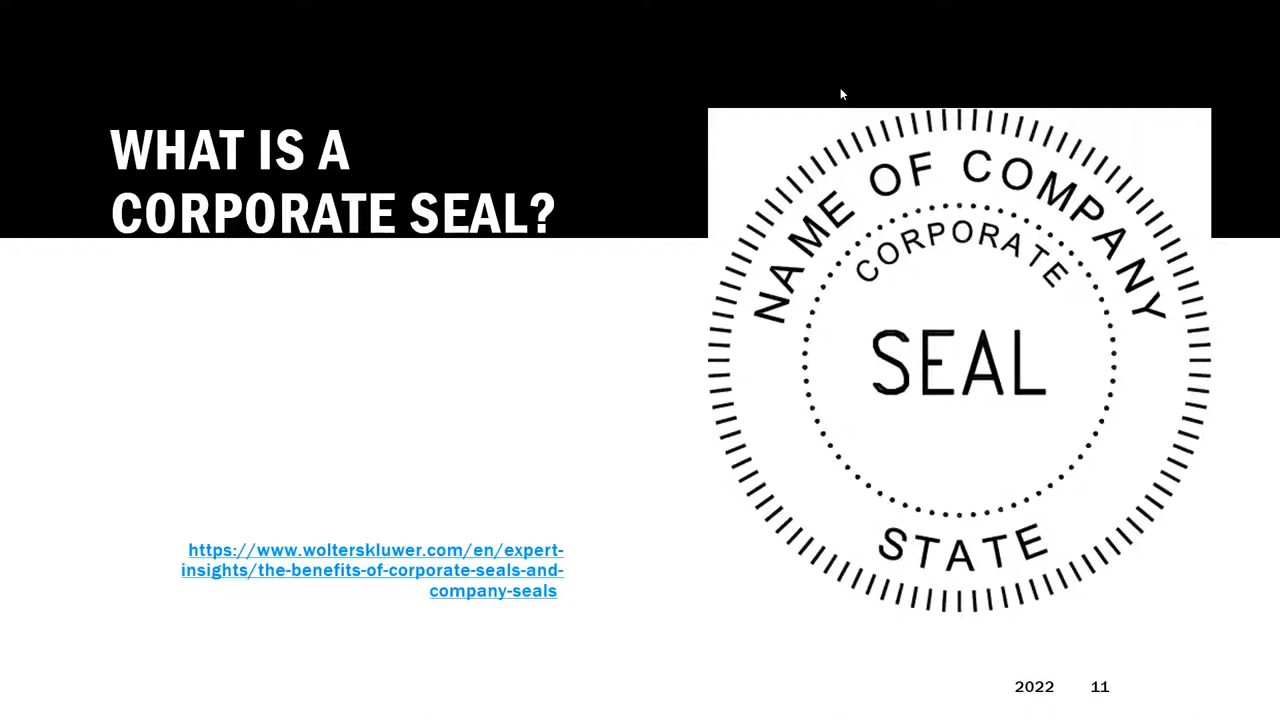 WHAT IS A
CORPORATE SEAL?
NAME OF COMPANY
CORPORATE
SEAL
STATE
https://www.wolterskluwer.com/en/expert-
insights/the-benefits-of-corporate-seals-and-
company-seals
2022 11